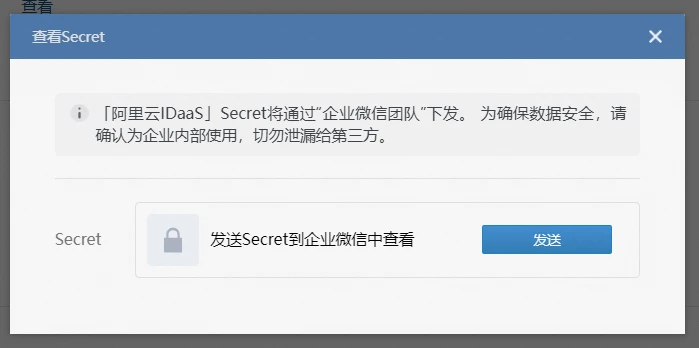 查看
查看Secret
「阿里云IDaaS」Secret将通过“企业微信团队”下发。 为确保数据安全，请
确认为企业内部使用，切勿泄漏给第三方。
Secret
发送Secret到企业微信中查看
发送